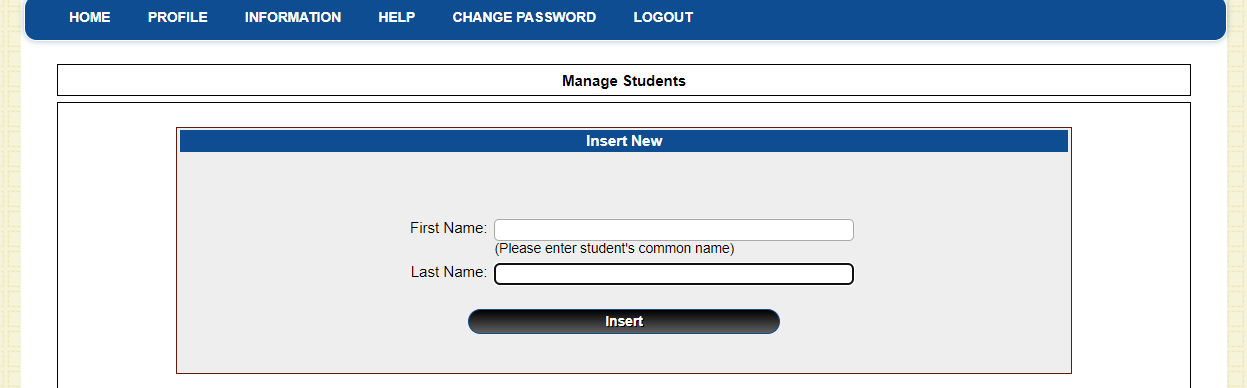 HOME PROFILE INFORMATION HELP CHANGE PASSWORD LOGOUT
Manage Students
Insert New
First Name:
(Please enter student's common name)
Last Name:
Insert